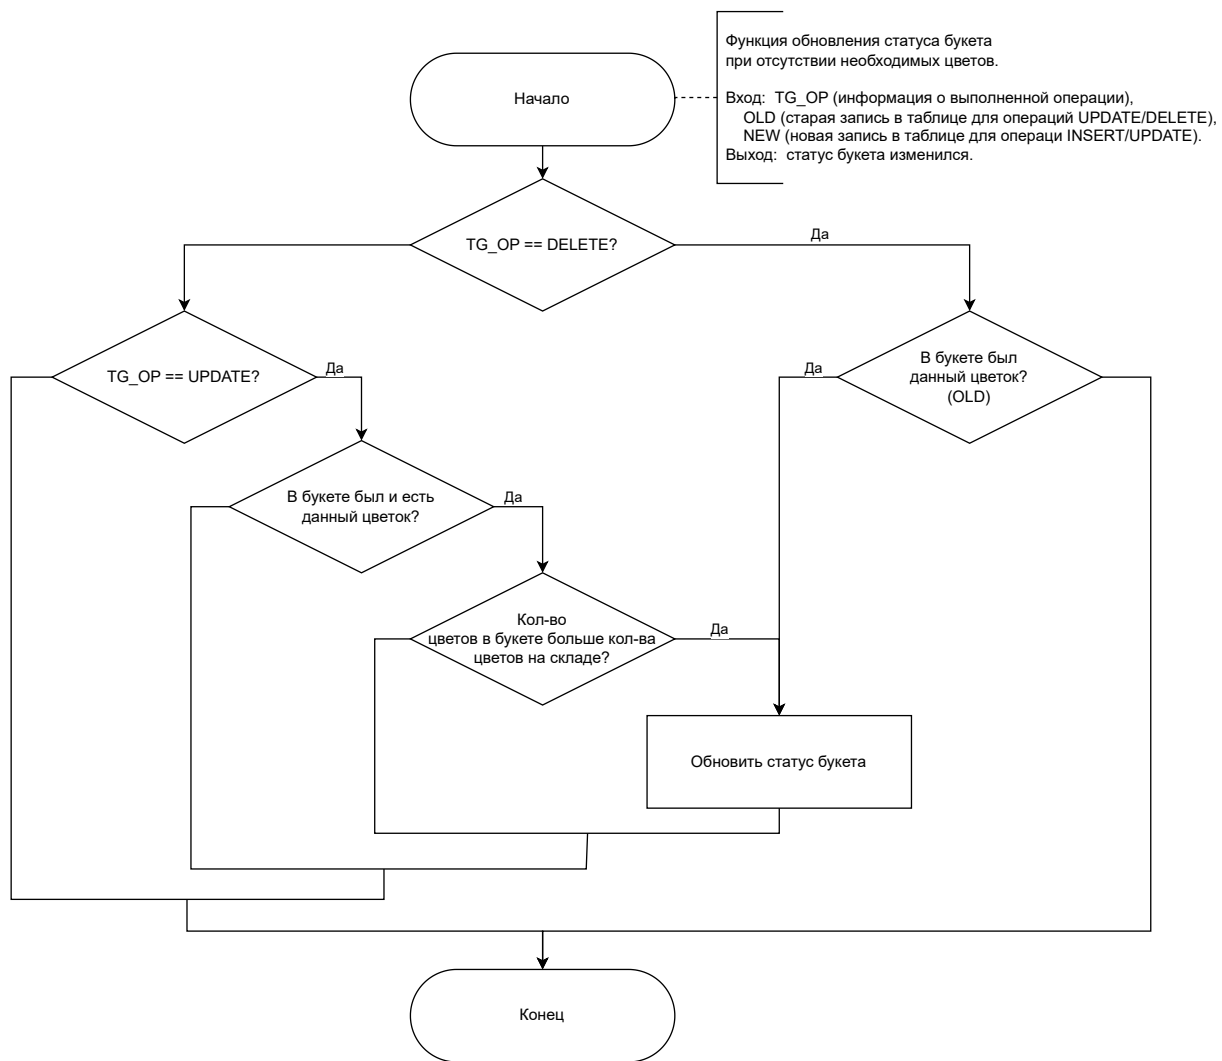 Функция обновления статуса букета
при отсутствии необходимых цветов.
Начало
Вход: TG_OP (информация о выполненной операции),
OLD (старая запись в таблице для операций UPDATE/DELETE),
NEW (новая запись в таблице для операци INSERT/UPDATE).
Выход: статус букета изменился.
TG_OP == DELETE?
Да
TG_OP == UPDATE?
Да
Да
В букете был
данный цветок?
(OLD)
В букете был и есть
данный цветок?
Да
Кол-во
цветов в букете больше кол-ва
цветов на складе?
Да
Обновить статус букета
Конец